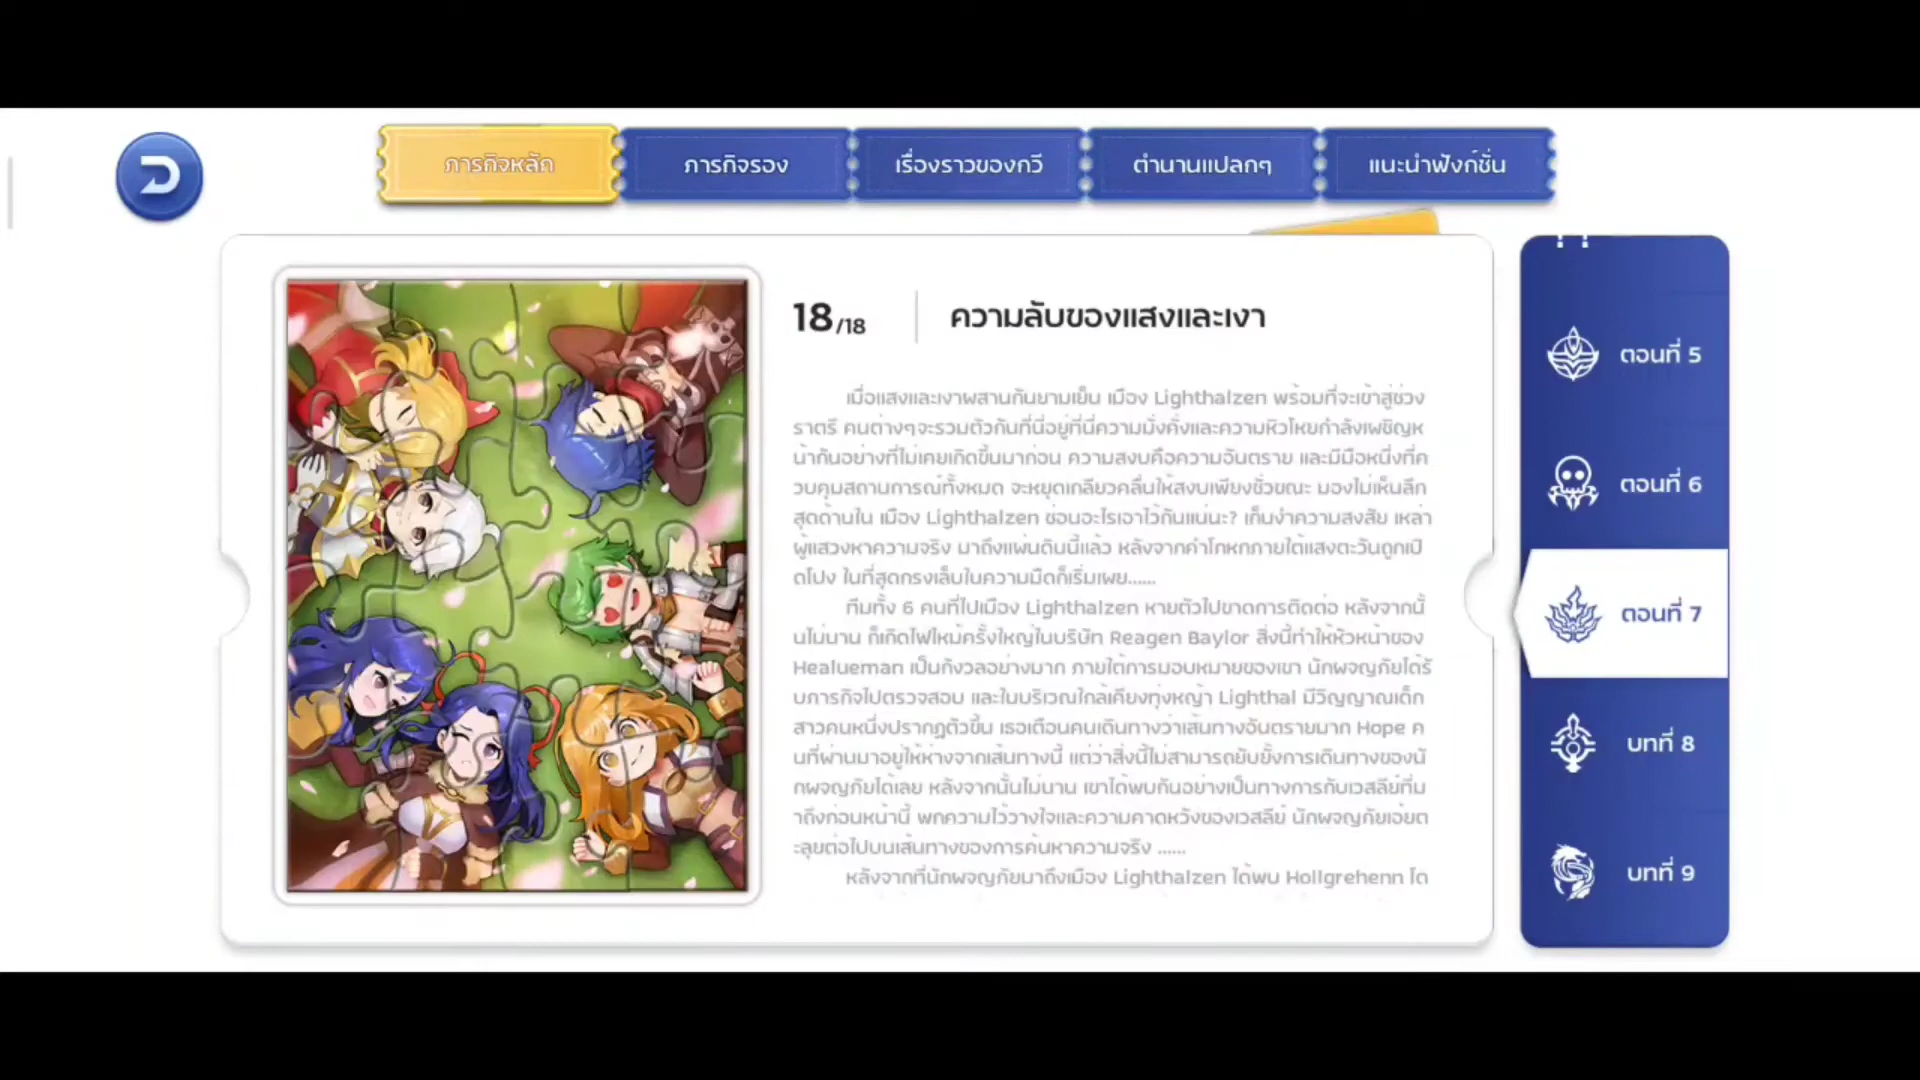 ภารกิจหลัก
ภารกิจรอง
เรื่องราวของกวี
ตำนานแปลกๆ
แนะนำฟังก์ชั่น
18/18
ความลับของแสงและเงา
เมื่อแสงและเงาผสานกันยามเย็น เมือง Lighthalzen พร้อมที่จะเข้าสู่ช่วง
ราตรี คนต่างๆจะรวมตัวกันที่นี่อยู่ที่นี่ความมั่งคั่งและความหิวโหยกำลังเผชิญห
น้ากันอย่างที่ไม่เคยเกิดขึ้นมาก่อน ความสงบคือความอันตราย และมีมือหนึ่งที่ค
วบคุมสถานการณ์ทั้งหมด จะหยุดเกลียวคลื่นให้สงบเพียงชั่วขณะ มองไม่เห็นลึก
สุดด้านใน เมือง Lighthalzen ซ่อนอะไรเอาไว้กันแน่นะ? เก็บงำความสงสัย เหล่า
ผู้แสวงหาความจริง มาถึงแผ่นดินนี้แล้ว หลังจากคำโกหกภายใต้แสงตะวันถูกเปิ
ดโปง ในที่สุดกรงเล็บในความมืดก็เริ่มเผย......
ทีมทั้ง 6 คนที่ไปเมือง Lighthalzen หายตัวไปขาดการติดต่อ หลังจากนั้
นไม่นาน ก็เกิดไฟไหม้ครั้งใหญ่ในบริษัท Reagen Baylor สิ่งนี้ทำให้หัวหน้าของ
Healueman เป็นกังวลอย่างมาก ภายใต้การมอบหมายของเขา นักผจญภัยได้รั
บภารกิจไปตรวจสอบ และในบริเวณใกล้เคียงทุ่งหญ้า Lighthal มีวิญญาณเด็ก
สาวคนหนึ่งปรากฏตัวขึ้น เธอเตือนคนเดินทางว่าเส้นทางอันตรายมาก Hope ค
นที่ผ่านมาอยู่ให้ห่างจากเส้นทางนี้ แต่ว่าสิ่งนี้ไม่สามารถยับยั้งการเดินทางของนั
กผจญภัยได้เลย หลังจากนั้นไม่นาน เขาได้พบกันอย่างเป็นทางการกับเวสลีย์ที่ม
าถึงก่อนหน้านี้ พกความไว้วางใจและความคาดหวังของเวสลีย์ นักผจญภัยเอ้ยต
ะลุยต่อไปบนเส้นทางของการค้นหาความจริง ......
หลังจากที่นักผจญภัยมาถึงเมือง Lighthalzen ได้พบ Hollgrehenn โด
ตอนที่ 5
ตอนที่ 6
ตอนที่ 7
บทที่ 8
บทที่ 9